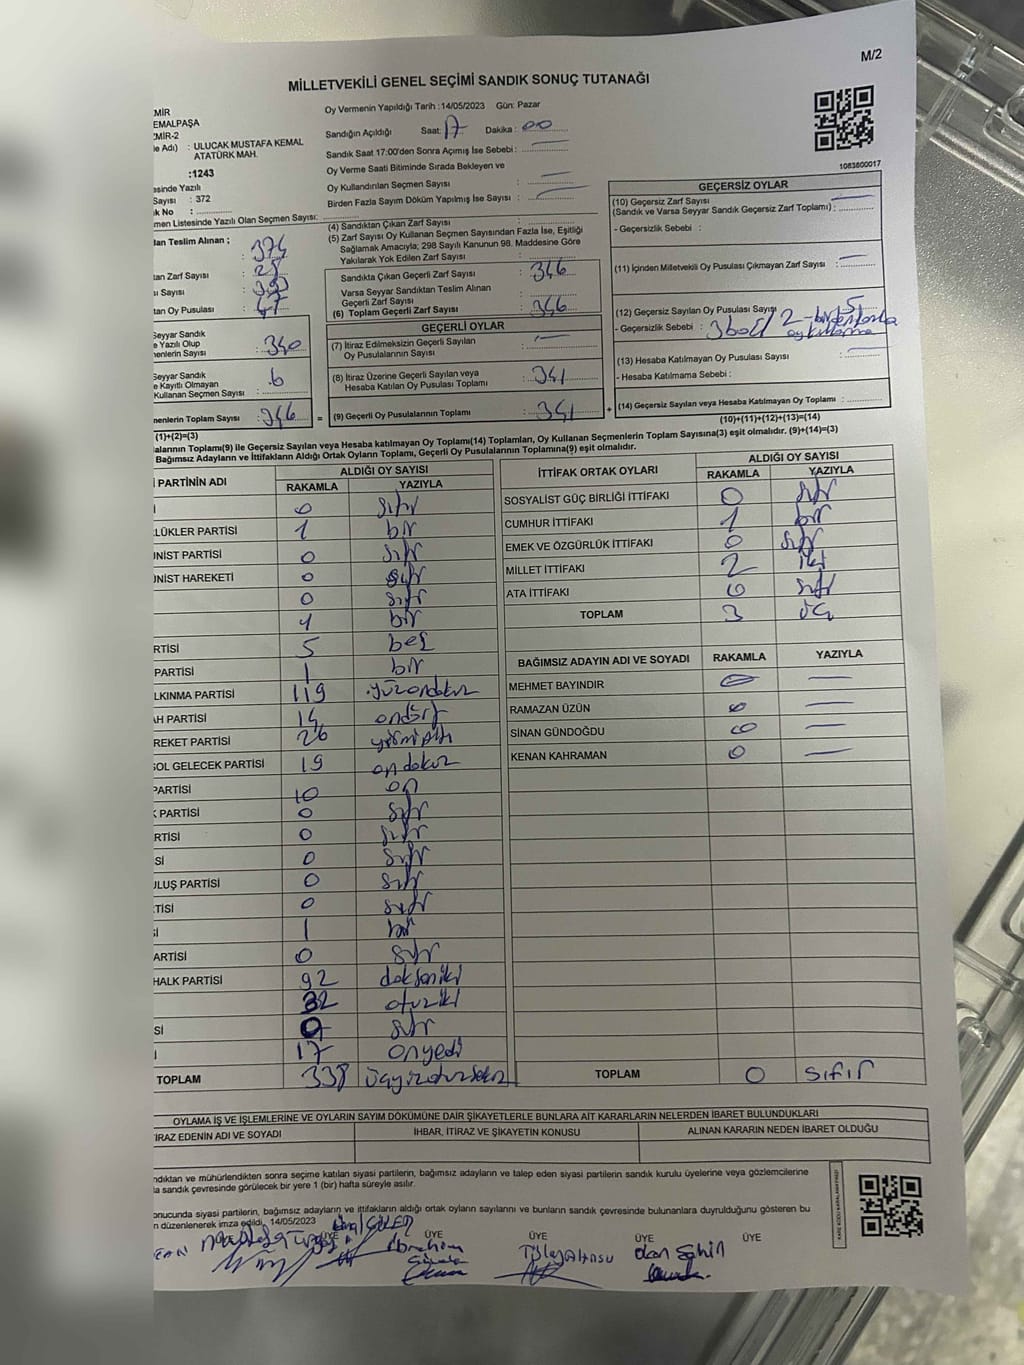 M/2
MİLLETVEKİLİ GENEL SEÇİMİ SANDIK SONUÇ TUTANAĞI
Oy Vermenin Yapıldığı Tarih :14/05/2023 Gün: Pazar
Sandığın Açıldığı Saat: 17 Dakika : 00
Sandık Saat 17:00'den Sonra Açımış İse Sebebi :
Oy Verme Saati Bitiminde Sırada Bekleyen ve
Oy Kullandırılan Seçmen Sayısı :
Birden Fazla Sayım Döküm Yapılmış İse Sayısı :
MİR
EMALPAŞA
ZMİR-2
le Adı) : ULUCAK MUSTAFA KEMAL
ATATÜRK MAH.
:1243
esinde Yazılı
Sayısı : 372
ık No :
men Listesinde Yazılı Olan Seçmen Sayısı:
lan Teslim Alınan ;
: 374
tan Zarf Sayısı
ı Sayısı
tan Oy Pusulası
Seyyar Sandık
e Yazılı Olup
menlerin Sayısı : 340
Seyyar Sandık
e Kayıtlı Olmayan
Kullanan Seçmen Sayısı : 6
menlerin Toplam Sayısı : 346 =
(1)+(2)=(3)
(4) Sandıktan Çıkan Zarf Sayısı :
(5) Zarf Sayısı Oy Kullanan Seçmen Sayısından Fazla İse, Eşitliği
Sağlamak Amacıyla; 298 Sayılı Kanunun 98. Maddesine Göre
Yakılarak Yok Edilen Zarf Sayısı :
Sandıkta Çıkan Geçerli Zarf Sayısı : 346
Varsa Seyyar Sandıktan Teslim Alınan
Geçerli Zarf Sayısı :
(6) Toplam Geçerli Zarf Sayısı : 346
GEÇERLİ OYLAR
(7) İtiraz Edilmeksizin Geçerli Sayılan
Oy Pusulalarının Sayısı :
(8) İtiraz Üzerine Geçerli Sayılan veya
Hesaba Katılan Oy Pusulası Toplamı : 341
(9) Geçerli Oy Pusulalarının Toplamı : 341 +
1083800017
GEÇERSİZ OYLAR
(10) Geçersiz Zarf Sayısı
(Sandık ve Varsa Seyyar Sandık Geçersiz Zarf Toplamı) :
- Geçersizlik Sebebi :
(11) İçinden Milletvekili Oy Pusulası Çıkmayan Zarf Sayısı :
(12) Geçersiz Sayılan Oy Pusulası Sayısı : 5
- Geçersizlik Sebebi :
(13) Hesaba Katılmayan Oy Pusulası Sayısı :
- Hesaba Katılmama Sebebi :
(14) Geçersiz Sayılan veya Hesaba Katılmayan Oy Toplamı :
(10)+(11)+(12)+(13)=(14)
alarının Toplamı(9) ile Geçersiz Sayılan veya Hesaba katılmayan Oy Toplamı(14) Toplamları, Oy Kullanan Seçmenlerin Toplam Sayısına(3) eşit olmalıdır. (9)+(14)=(3)
Bağımsız Adayların ve İttifakların Aldığı Ortak Oyların Toplamı, Geçerli Oy Pusulalarının Toplamına(9) eşit olmalıdır.
İ PARTİNİN ADI ALDIĞI OY SAYISI
RAKAMLA YAZIYLA
İ 0 sıfır
LÜKLER PARTİSİ 1 bir
JNİST PARTİSİ 0 sıfır
JNİST HAREKETİ 0 sıfır
0 sıfır
1 bir
RTİSİ 5 beş
PARTİSİ 1 bir
LKINMA PARTİSİ 119 yüzondokuz
AH PARTİSİ 14 ondört
REKET PARTİSİ 26 yirmialtı
SOL GELECEK PARTİSİ 19 ondokuz
PARTİSİ 10 on
K PARTİSİ 0 sıfır
RTİSİ 0 sıfır
Sİ 0 sıfır
ULUŞ PARTİSİ 0 sıfır
TİSİ 0 sıfır
İ 1 bir
ARTİSİ 0 sıfır
HALK PARTİSİ 92 doksaniki
32 otuziki
Sİ 0 sıfır
I 17 onyedi
TOPLAM 338 üçyüzotuzsekiz
İTTİFAK ORTAK OYLARI ALDIĞI OY SAYISI
RAKAMLA YAZIYLA
SOSYALİST GÜÇ BİRLİĞİ İTTİFAKI 0 sıfır
CUMHUR İTTİFAKI 1 bir
EMEK VE ÖZGÜRLÜK İTTİFAKI 0 sıfır
MİLLET İTTİFAKI 2 iki
ATA İTTİFAKI 0 sıfır
TOPLAM 3 üç
BAĞIMSIZ ADAYIN ADI VE SOYADI RAKAMLA YAZIYLA
MEHMET BAYINDIR 0
RAMAZAN ÜZÜN 0
SİNAN GÜNDOĞDU 0
KENAN KAHRAMAN 0
TOPLAM 0 sıfır
OYLAMA İŞ VE İŞLEMLERİNE VE OYLARIN SAYIM DÖKÜMÜNE DAİR ŞİKAYETLERLE BUNLARA AİT KARARLARIN NELERDEN İBARET BULUNDUKLARI
TİRAZ EDENİN ADI VE SOYADI İHBAR, İTİRAZ VE ŞİKAYETİN KONUSU ALINAN KARARIN NEDEN İBARET OLDUĞU
ndıktan ve mühürlendikten sonra seçime katılan siyasi partilerin, bağımsız adayların ve talep eden siyasi partilerin sandık kurulu üyelerine veya gözlemcilerine
la sandık çevresinde görülecek bir yere 1 (bir) hafta süreyle asılır.
onucunda siyasi partilerin, bağımsız adayların ve ittifakların aldığı ortak oyların sayılarını ve bunların sandık çevresinde bulunanlara duyrulduğunu gösteren bu
n düzenlenerek imza edildi. 14/05/2023
ÜYE ÜYE ÜYE ÜYE
İbrahim